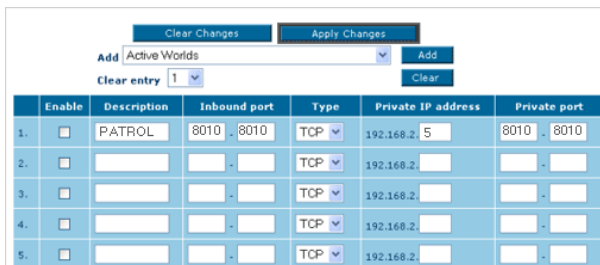 Clear Changes Apply Changes
Add Active Worlds Add
Clear entry 1 Clear
Enable Description Inbound port Type Private IP address Private port
1. PATROL 8010 - 8010 TCP 192.168.2. 5 8010 - 8010
2. - TCP 192.168.2. -
3. - TCP 192.168.2. -
4. - TCP 192.168.2. -
5. - TCP 192.168.2. -